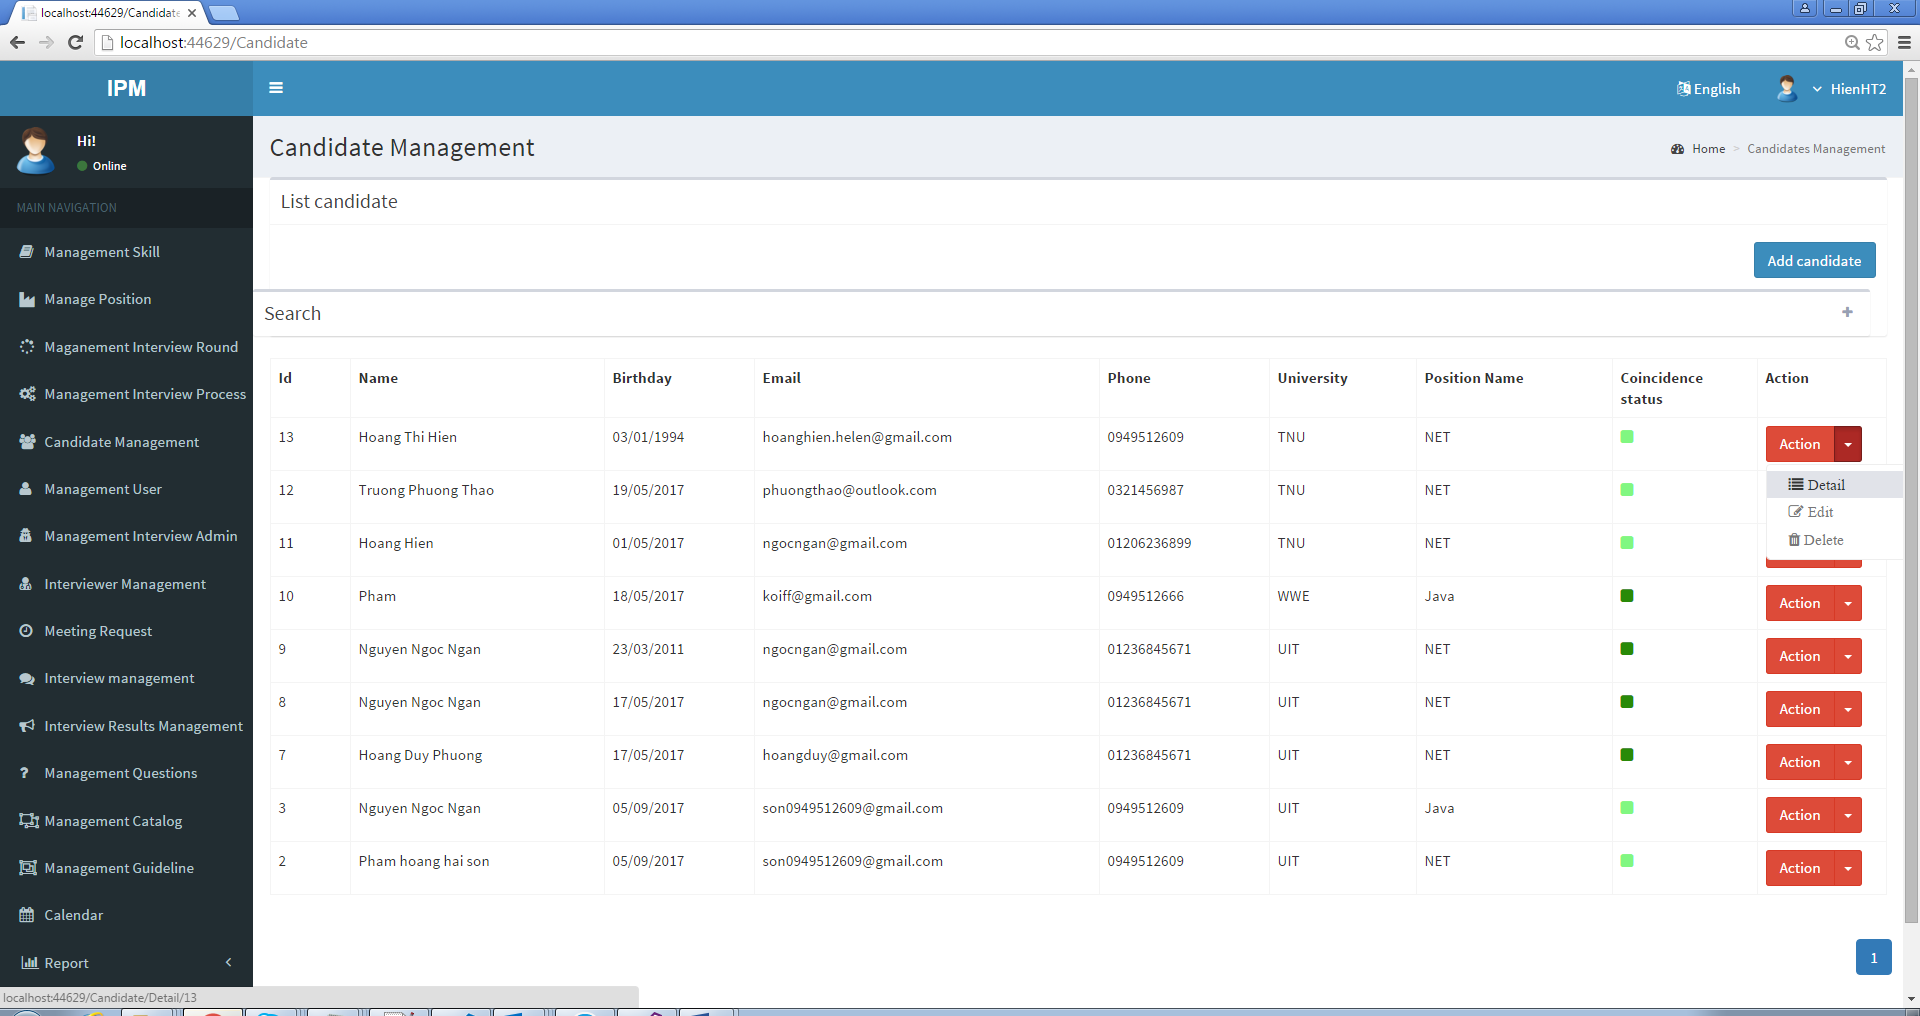 localhost:44629/Candidate
localhost:44629/Candidate
IPM
English
HienHT2
Hi!
Online
Candidate Management
Home > Candidates Management
MAIN NAVIGATION
Management Skill
Manage Position
Maganement Interview Round
Management Interview Process
Candidate Management
Management User
Management Interview Admin
Interviewer Management
Meeting Request
Interview management
Interview Results Management
Management Questions
Management Catalog
Management Guideline
Calendar
Report
List candidate
Add candidate
Search
Id Name Birthday Email Phone University Position Name Coincidence status Action
13 Hoang Thi Hien 03/01/1994 hoanghien.helen@gmail.com 0949512609 TNU NET Action
12 Truong Phuong Thao 19/05/2017 phuongthao@outlook.com 0321456987 TNU NET
Detail
Edit
Delete
11 Hoang Hien 01/05/2017 ngocngan@gmail.com 01206236899 TNU NET
10 Pham 18/05/2017 koiff@gmail.com 0949512666 WWE Java Action
9 Nguyen Ngoc Ngan 23/03/2011 ngocngan@gmail.com 01236845671 UIT NET Action
8 Nguyen Ngoc Ngan 17/05/2017 ngocngan@gmail.com 01236845671 UIT NET Action
7 Hoang Duy Phuong 17/05/2017 hoangduy@gmail.com 01236845671 UIT NET Action
3 Nguyen Ngoc Ngan 05/09/2017 son0949512609@gmail.com 0949512609 UIT Java Action
2 Pham hoang hai son 05/09/2017 son0949512609@gmail.com 0949512609 UIT NET Action
1
localhost:44629/Candidate/Detail/13